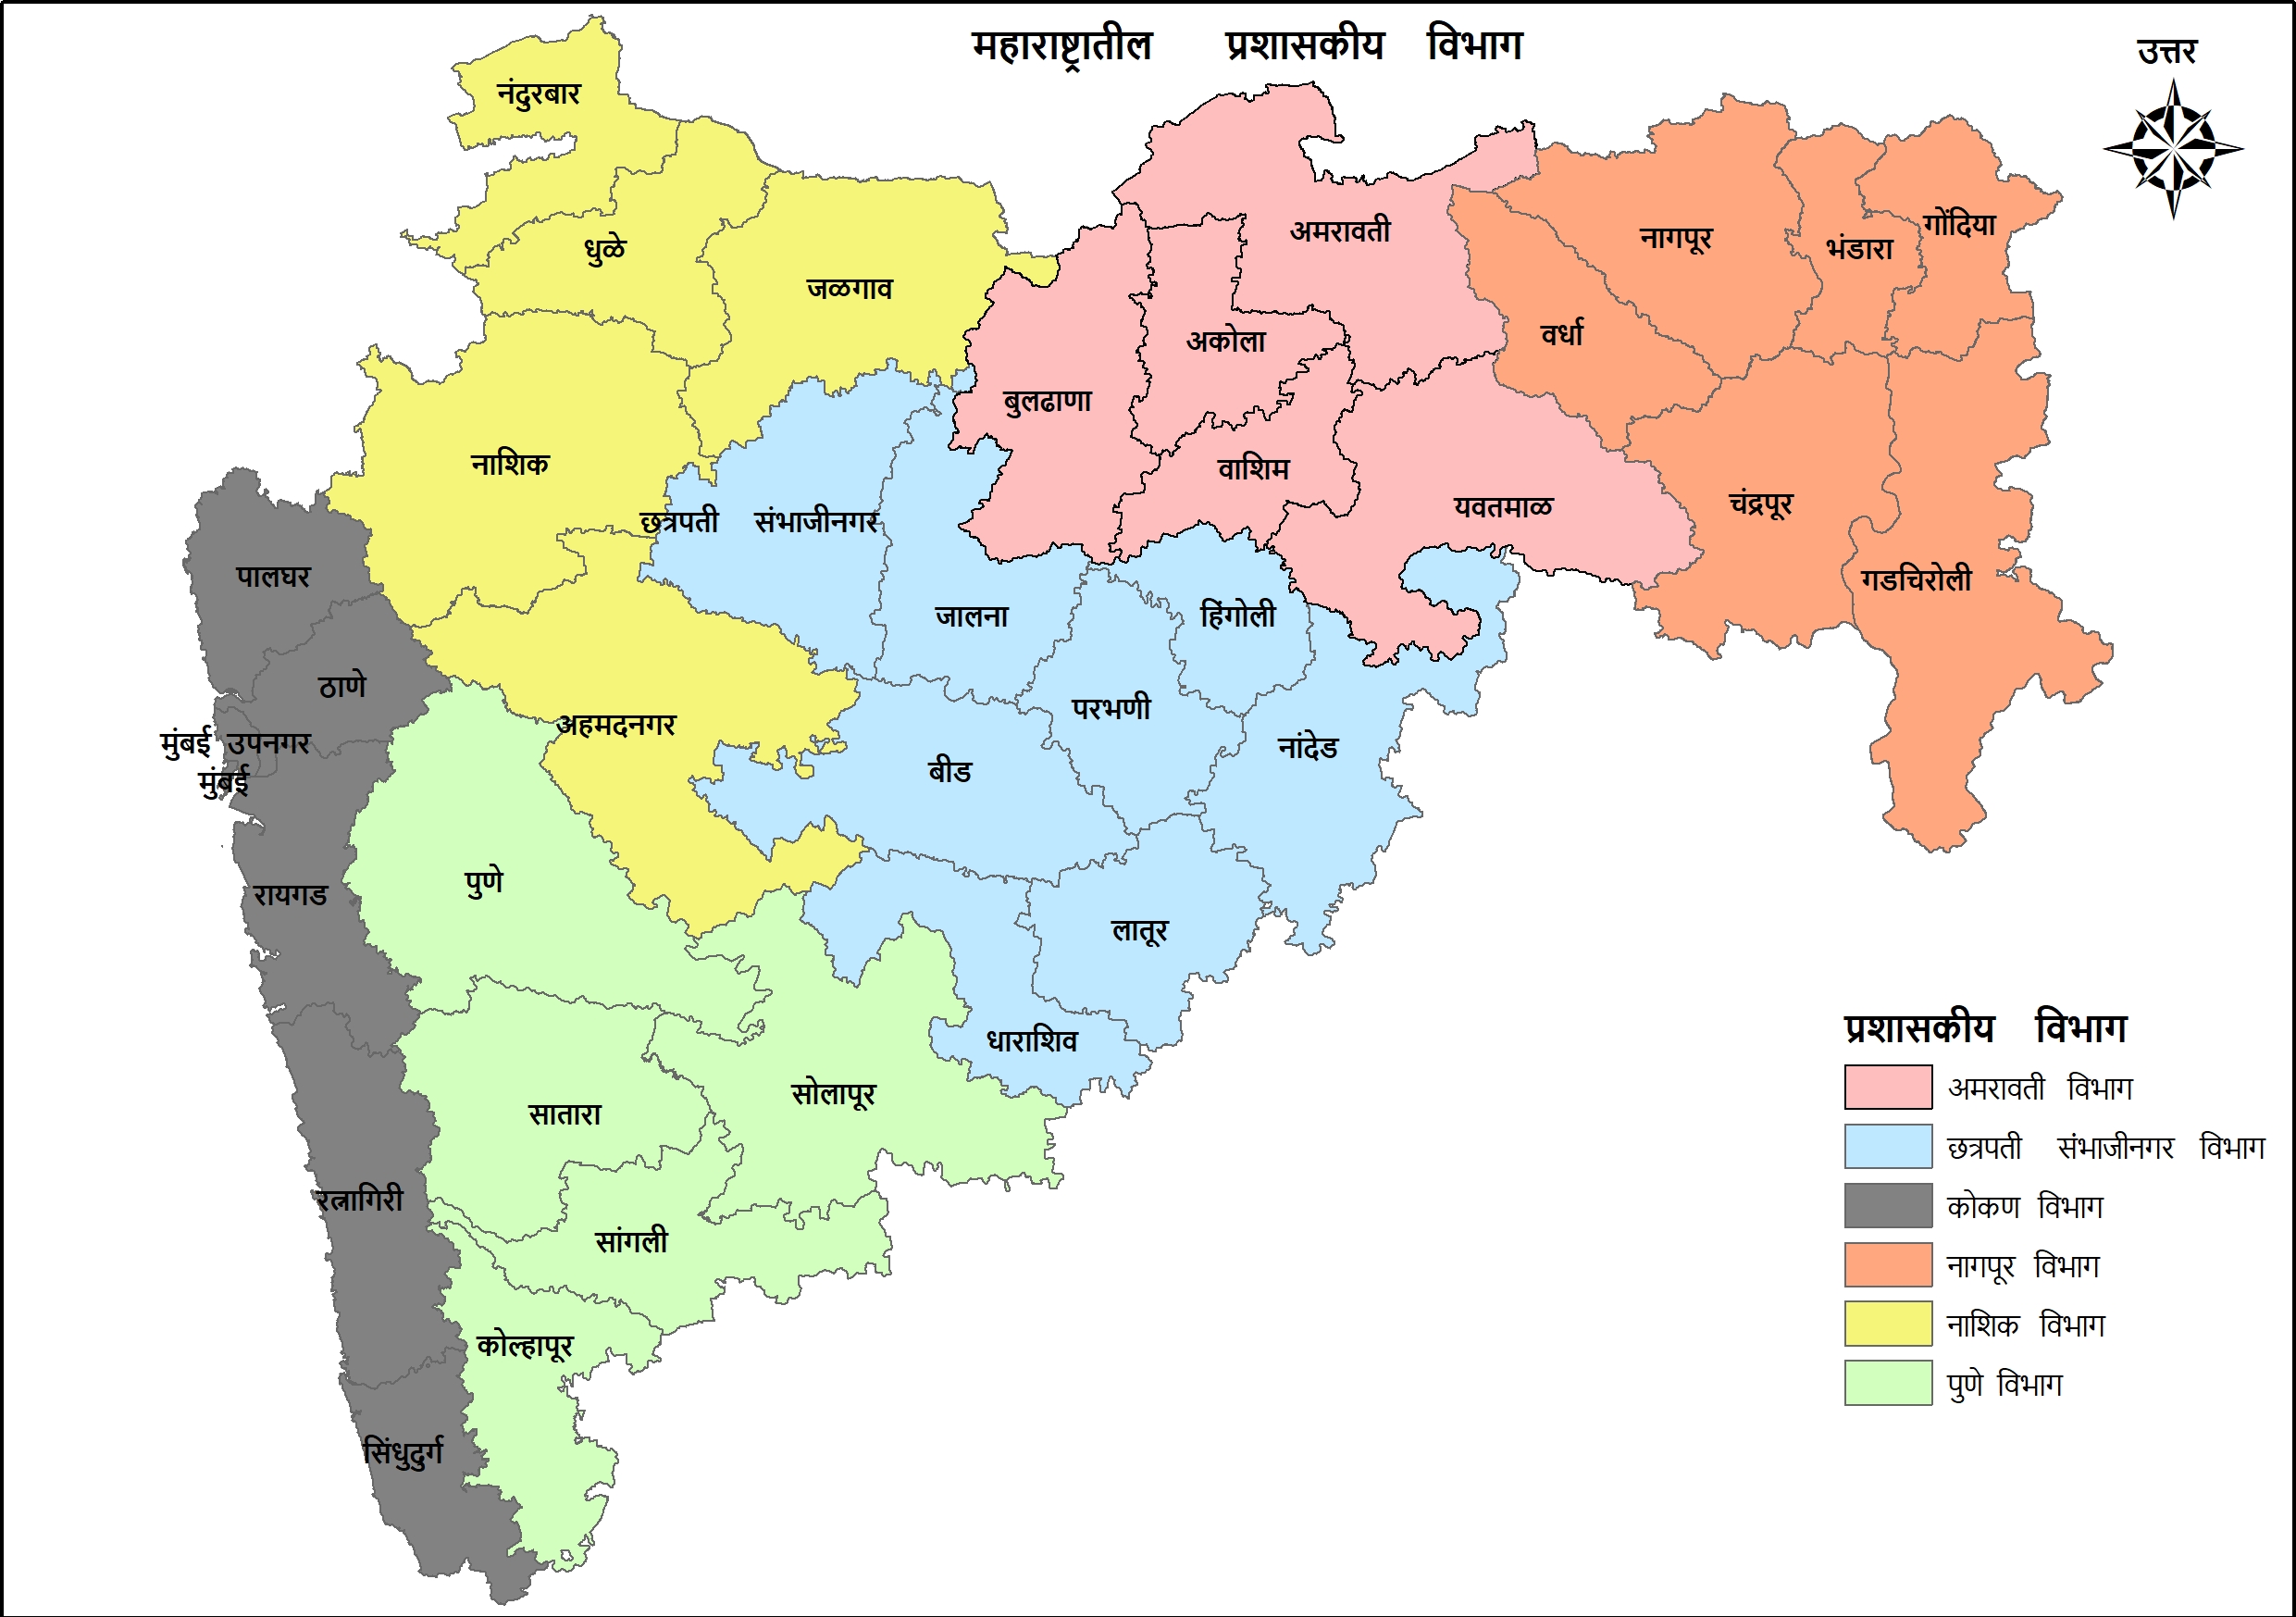 महाराष्ट्रातील प्रशासकीय विभाग
उत्तर
नंदुरबार
धुळे
जळगाव
नाशिक
अमरावती
अकोला
बुलढाणा
वाशिम
यवतमाळ
नागपूर
भंडारा
गोंदिया
वर्धा
चंद्रपूर
गडचिरोली
छत्रपती संभाजीनगर
जालना
हिंगोली
परभणी
नांदेड
बीड
लातूर
धाराशिव
पालघर
ठाणे
मुंबई उपनगर
मुंबई
रायगड
अहमदनगर
पुणे
सातारा
सोलापूर
सांगली
रत्नागिरी
कोल्हापूर
सिंधुदुर्ग
प्रशासकीय विभाग
अमरावती विभाग
छत्रपती संभाजीनगर विभाग
कोकण विभाग
नागपूर विभाग
नाशिक विभाग
पुणे विभाग